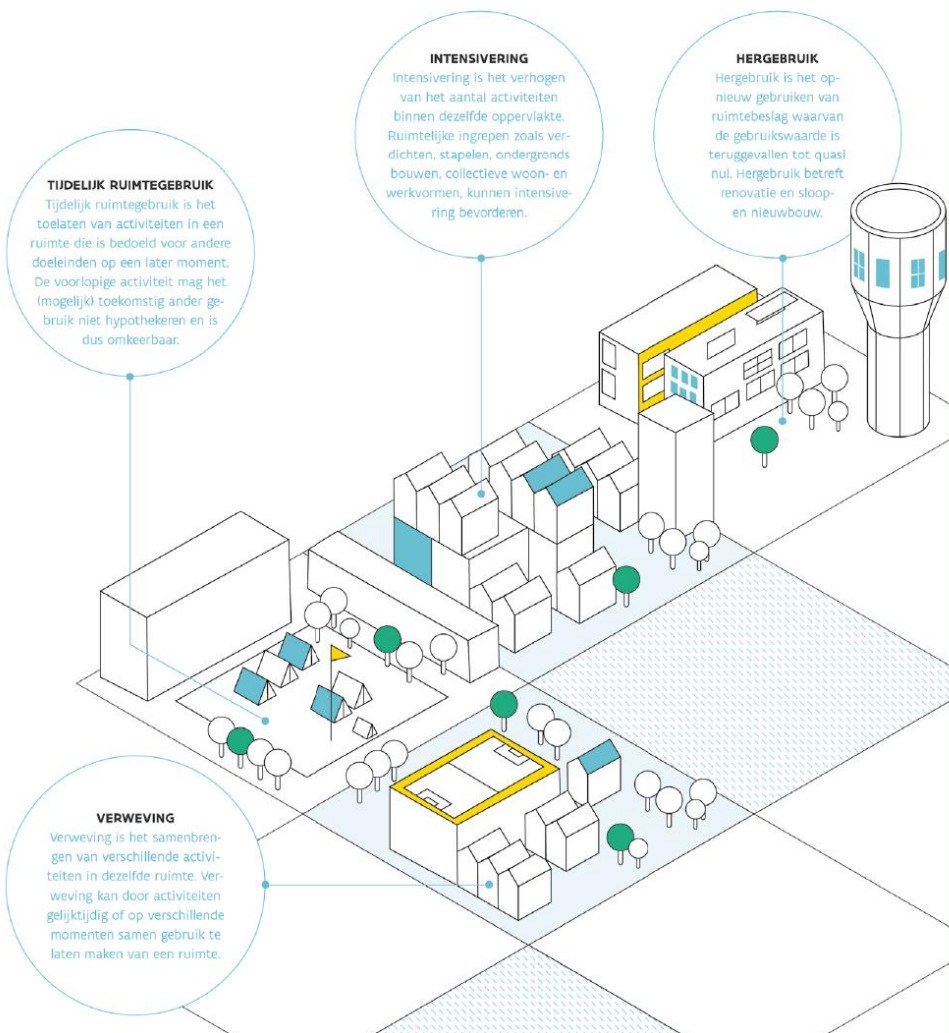 INTENSIVERING
Intensivering is het verhogen
van het aantal activiteiten
binnen dezelfde oppervlakte.
Ruimtelijke ingrepen zoals ver-
dichten, stapelen, ondergronds
bouwen, collectieve woon- en
werkvormen, kunnen intensive-
ring bevorderen.
HERGEBRUIK
Hergebruik is het op-
nieuw gebruiken van
ruimtebeslag waarvan
de gebruikswaarde is
teruggevallen tot quasi
nul. Hergebruik betreft
renovatie en sloop-
en nieuwbouw.
TIJDELIJK RUIMTEGEBRUIK
Tijdelijk ruimtegebruik is het
toelaten van activiteiten in een
ruimte die is bedoeld voor andere
doeleinden op een later moment.
De voorlopige activiteit mag het
(mogelijk) toekomstig ander ge-
bruik niet hypothekeren en is
dus omkeerbaar.
VERWEVING
Verweving is het samenbren-
gen van verschillende activi-
teiten in dezelfde ruimte. Ver-
weving kan door activiteiten
gelijktijdig of op verschillende
momenten samen gebruik te
laten maken van een ruimte.